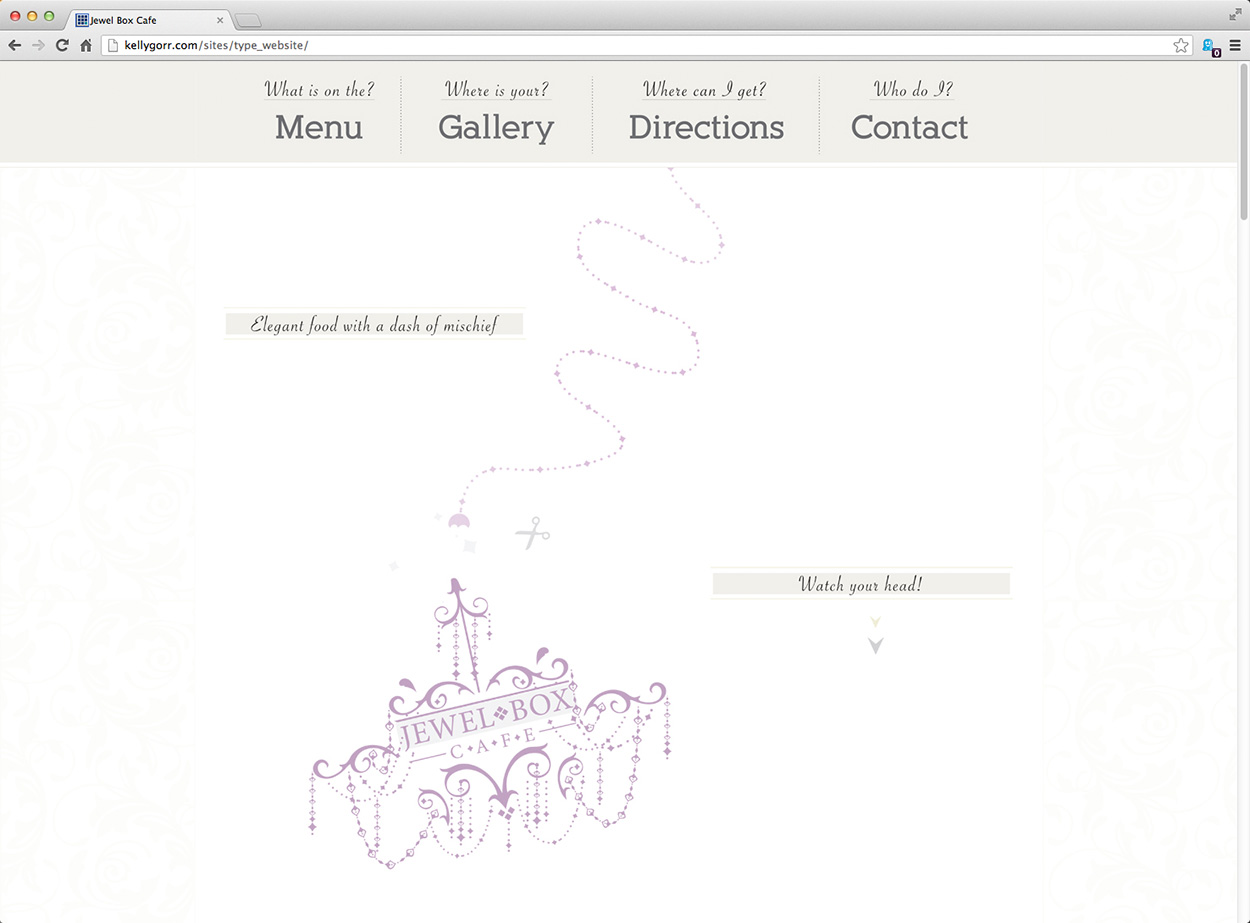 Jewel Box Cafe
kellygorr.com/sites/type_website/
0
What is on the?
Menu
Where is your?
Gallery
Where can I get?
Directions
Who do I?
Contact
Elegant food with a dash of mischief
Watch your head!
JEWEL BOX
CAFE